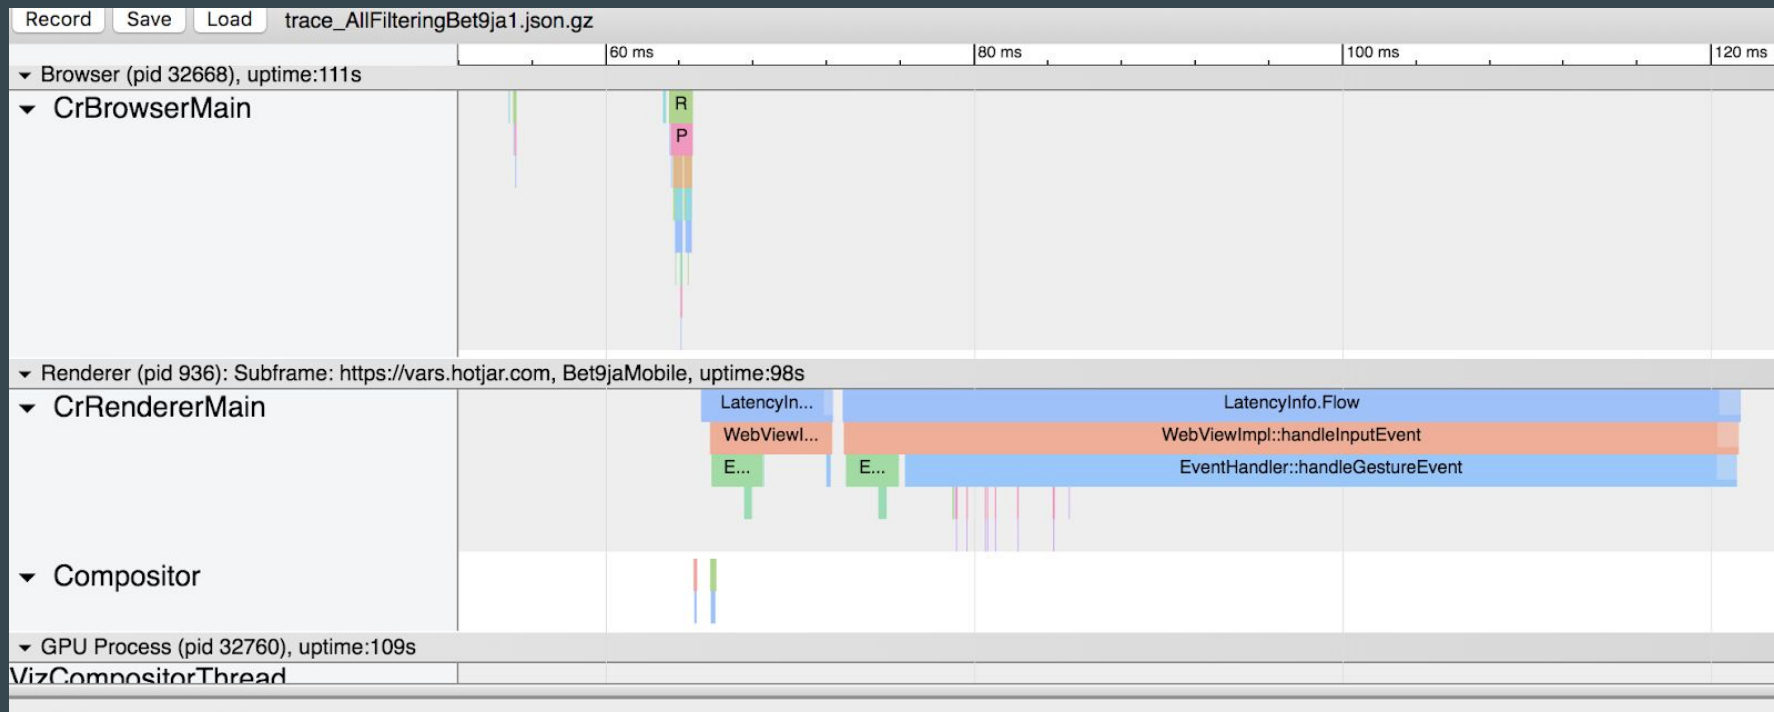 Record Save Load trace_AllFilteringBet9ja1.json.gz
60 ms 80 ms 100 ms 120 ms
Browser (pid 32668), uptime:111s
CrBrowserMain
R
P
Renderer (pid 936): Subframe: https://vars.hotjar.com, Bet9jaMobile, uptime:98s
CrRendererMain
LatencyIn... LatencyInfo.Flow
WebViewI... WebViewImpl::handleInputEvent
E... E... EventHandler::handleGestureEvent
Compositor
GPU Process (pid 32760), uptime:109s
VizCompositorThread